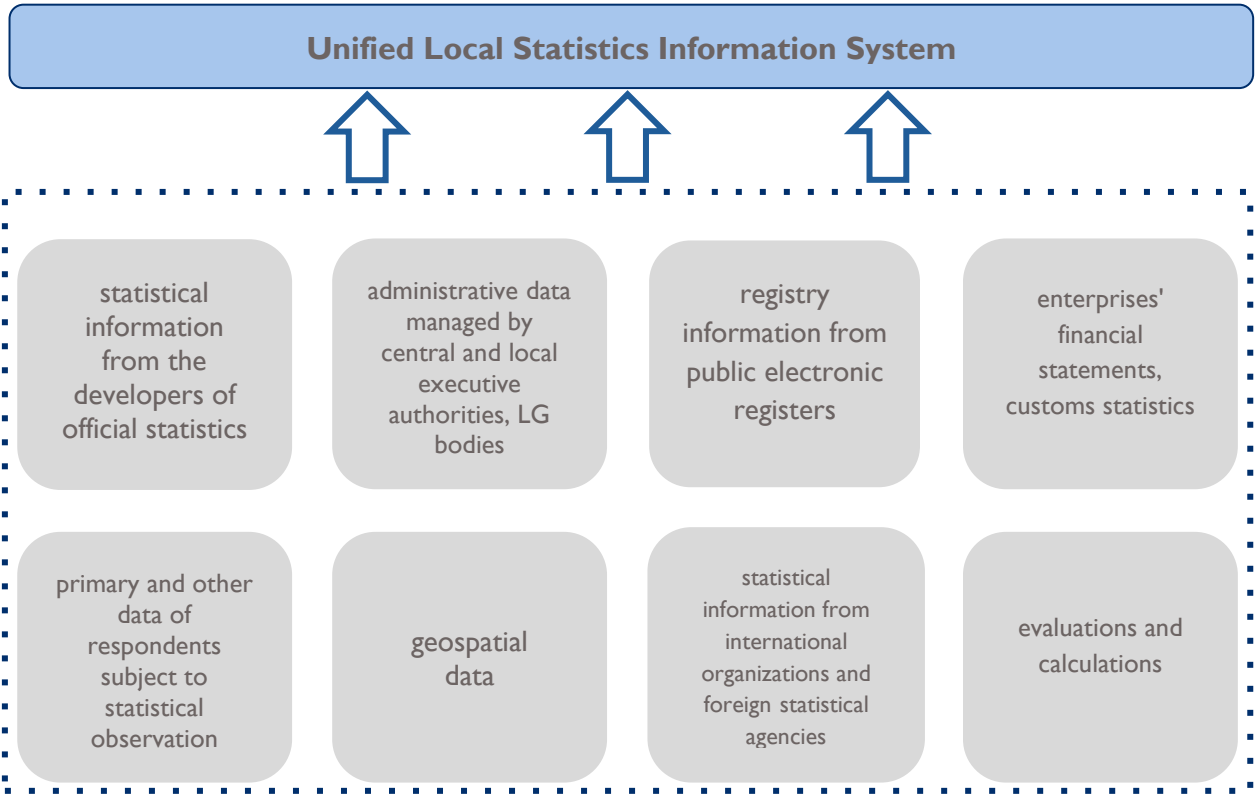 Unified Local Statistics Information System
statistical
information
from the
developers of
official statistics
administrative data
managed by
central and local
executive
authorities, LG
bodies
registry
information from
public electronic
registers
enterprises'
financial
statements,
customs statistics
primary and other
data of
respondents
subject to
statistical
observation
geospatial
data
statistical
information from
international
organizations and
foreign statistical
agencies
evaluations and
calculations